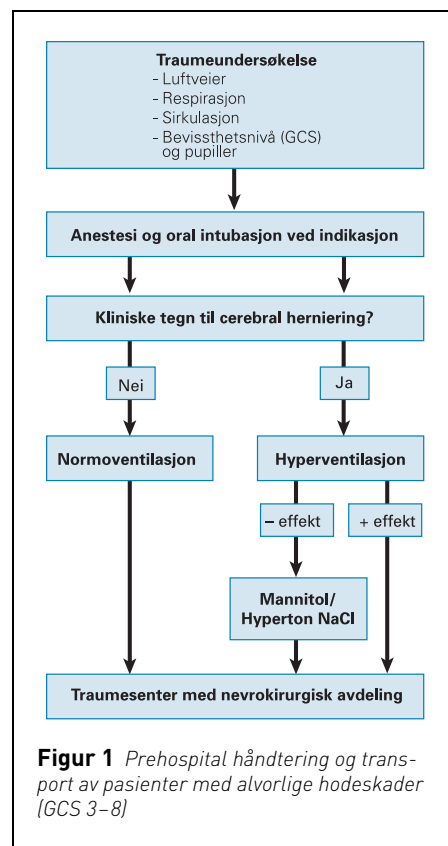 Traumeundersøkelse
- Luftveier
- Respirasjon
- Sirkulasjon
- Bevissthetsnivå (GCS)
og pupiller
Anestesi og oral intubasjon ved indikasjon
Kliniske tegn til cerebral herniering?
Nei
Ja
Normoventilasjon
Hyperventilasjon
– effekt
+ effekt
Mannitol/
Hyperton NaCl
Traumesenter med nevrokirurgisk avdeling
Figur 1 Prehospital håndtering og trans-
port av pasienter med alvorlige hodeskader
(GCS 3–8)